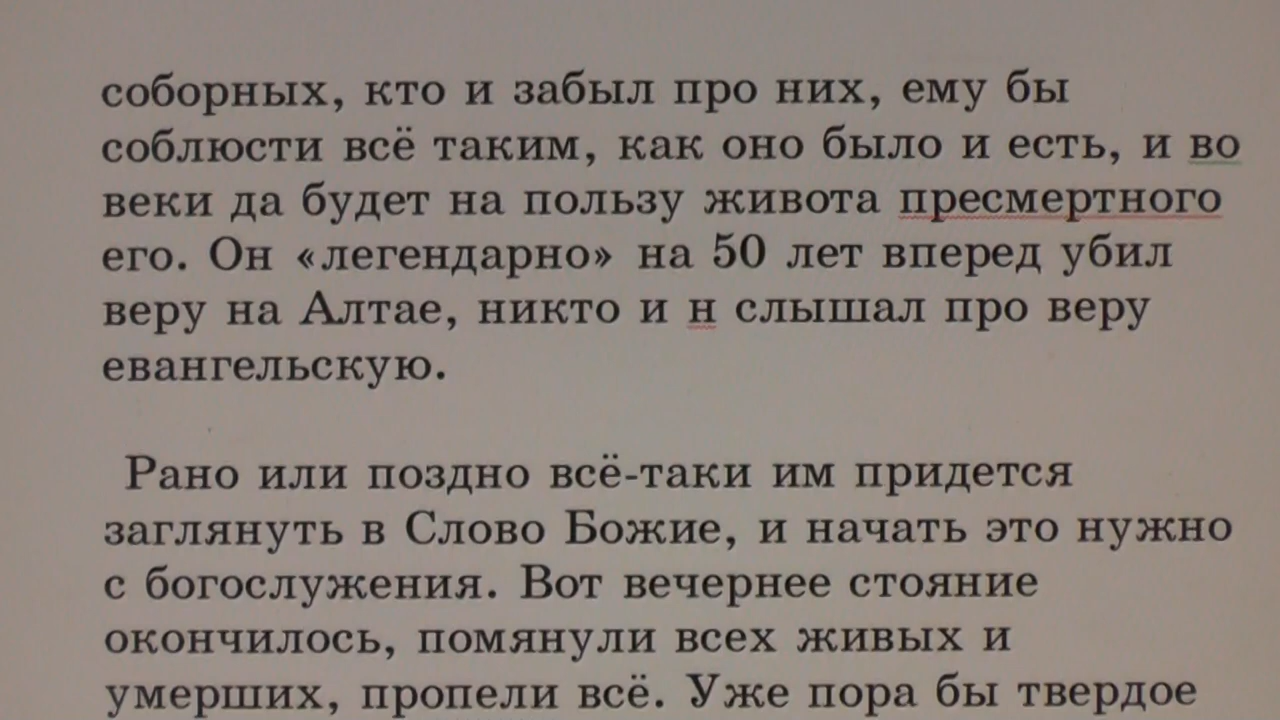 соборных, кто и забыл про них, ему бы
соблюсти всё таким, как оно было и есть, и во
веки да будет на пользу живота пресмертного
его. Он «легендарно» на 50 лет вперед убил
веру на Алтае, никто и н слышал про веру
евангельскую.
Рано или поздно всё-таки им придется
заглянуть в Слово Божие, и начать это нужно
с богослужения. Вот вечернее стояние
окончилось, помянули всех живых и
умерших, пропели всё. Уже пора бы твердое